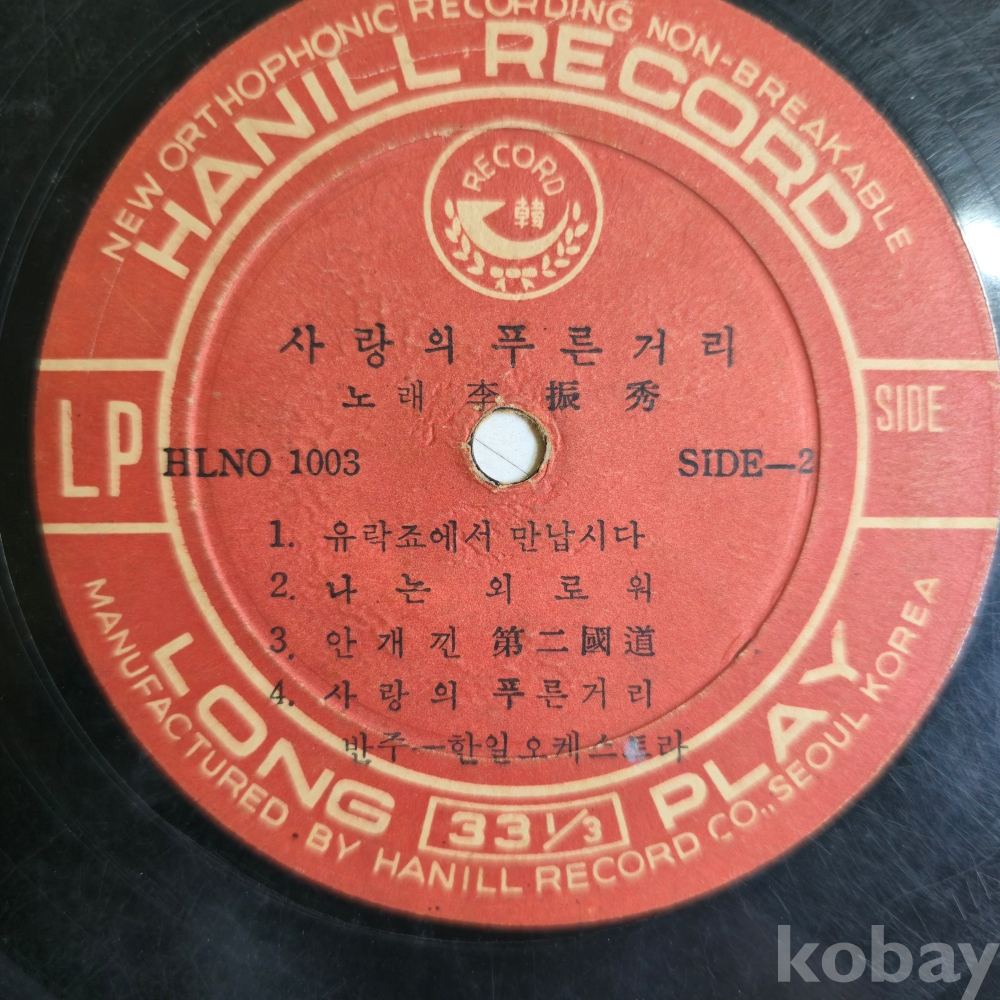 NEW ORTHOPHONIC RECORDING NON-BREAKABLE
HANILL RECORD
RECORD
韓
사랑의 푸른거리
노래 李振秀
LP
SIDE
HLNO 1003
SIDE-2
1. 유락죠에서 만납시다
2. 나는 외로워
3. 안개낀 第二國道
4. 사랑의 푸른거리
반주-한일오케스트라
LONG PLAY
33 1/3
MANUFACTURED BY HANILL RECORD CO., SEOUL KOREA
kobay